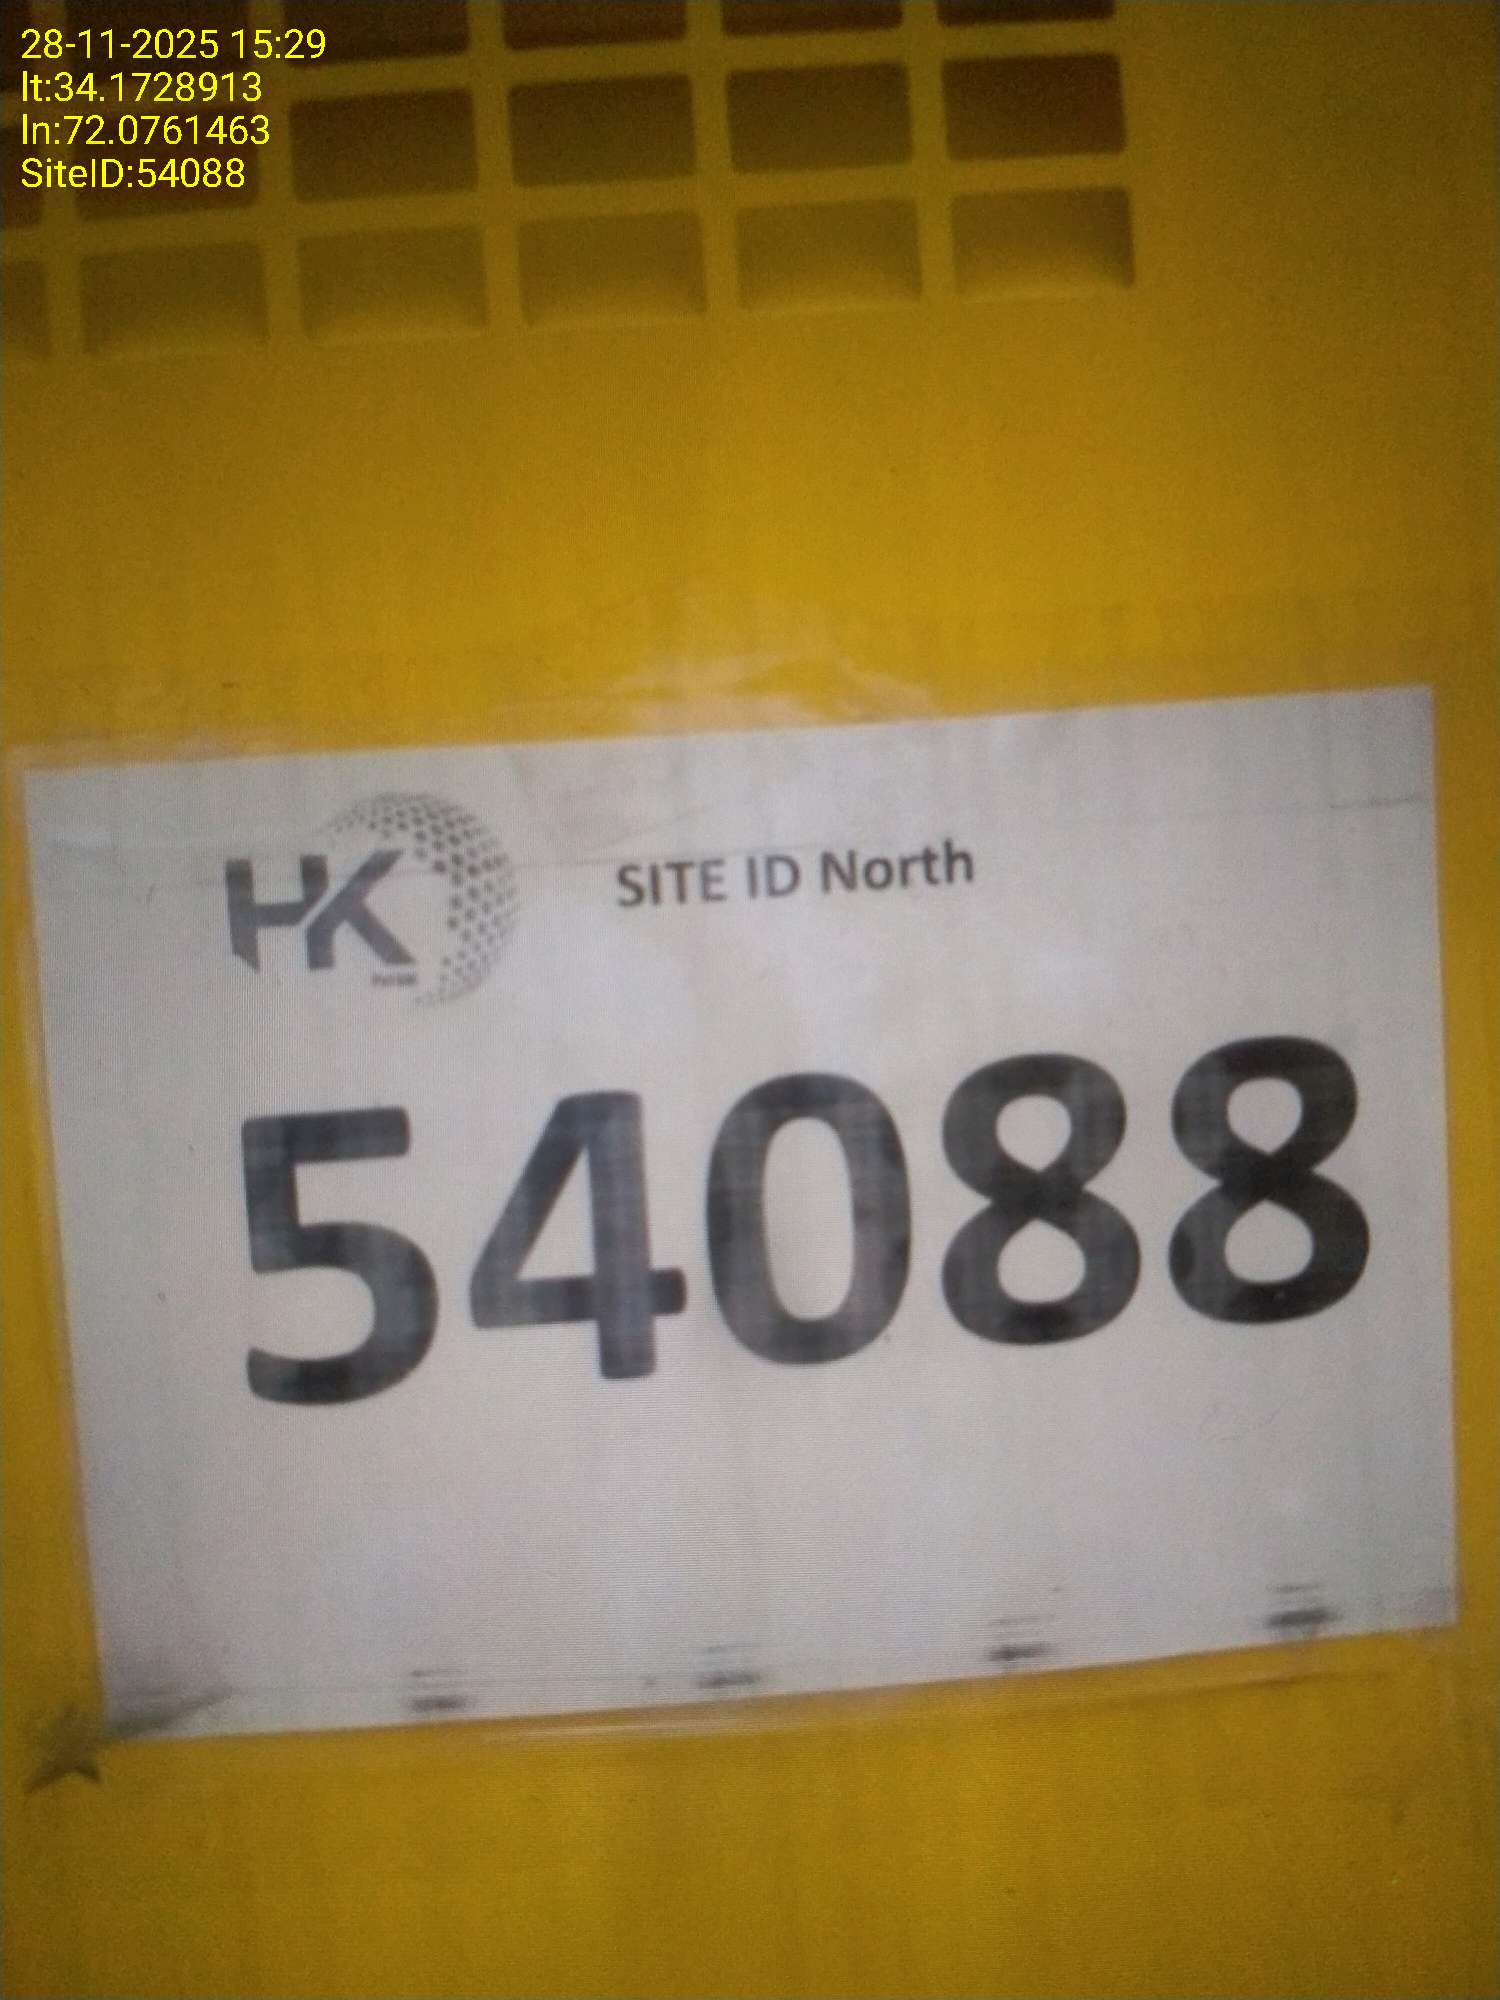 28-11-2025 15:29
lt:34.1728913
ln:72.0761463
SiteID:54088
HK
SITE ID North
54088